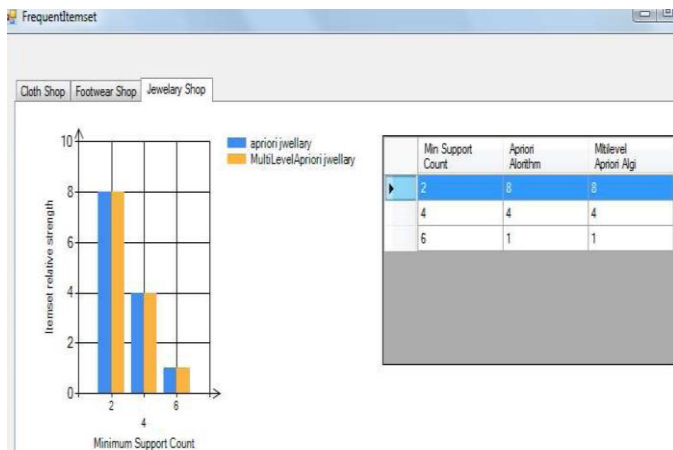 FrequentItemset
Cloth Shop Footwear Shop Jewelary Shop
10
8
6
4
2
0
Itemset relative strength
2 6
4
Minimum Support Count
apriori jwellary
MultiLevelApriori jwellary
Min Support Count Apriori Alorithm Mltilevel Apriori Algi
2 8 8
4 4 4
6 1 1